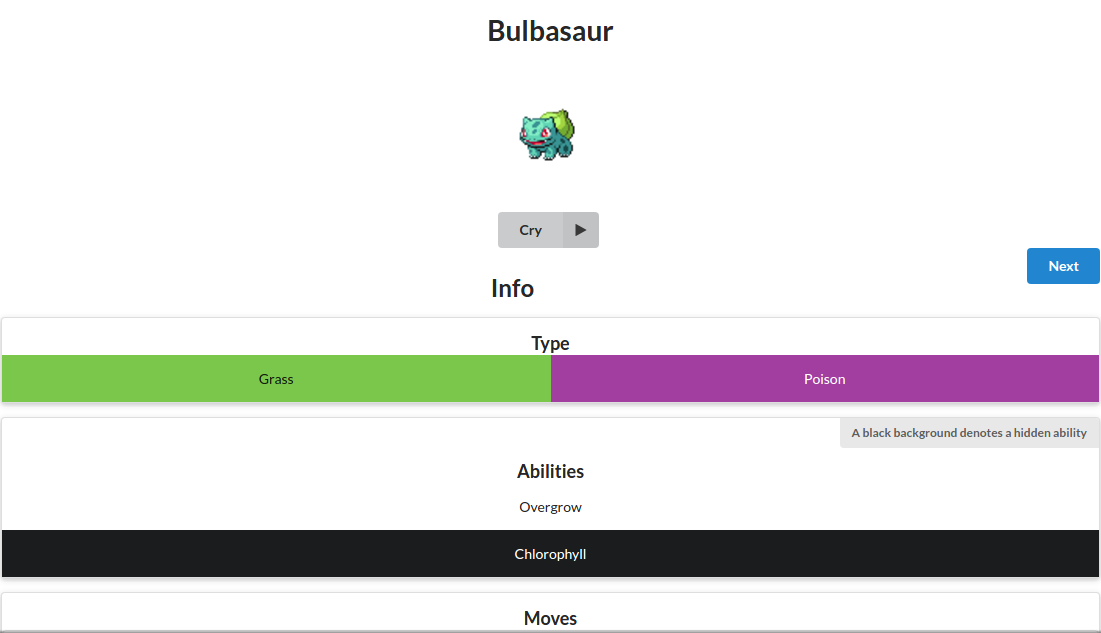 Bulbasaur
Cry
Next
Info
Type
Grass Poison
A black background denotes a hidden ability
Abilities
Overgrow
Chlorophyll
Moves